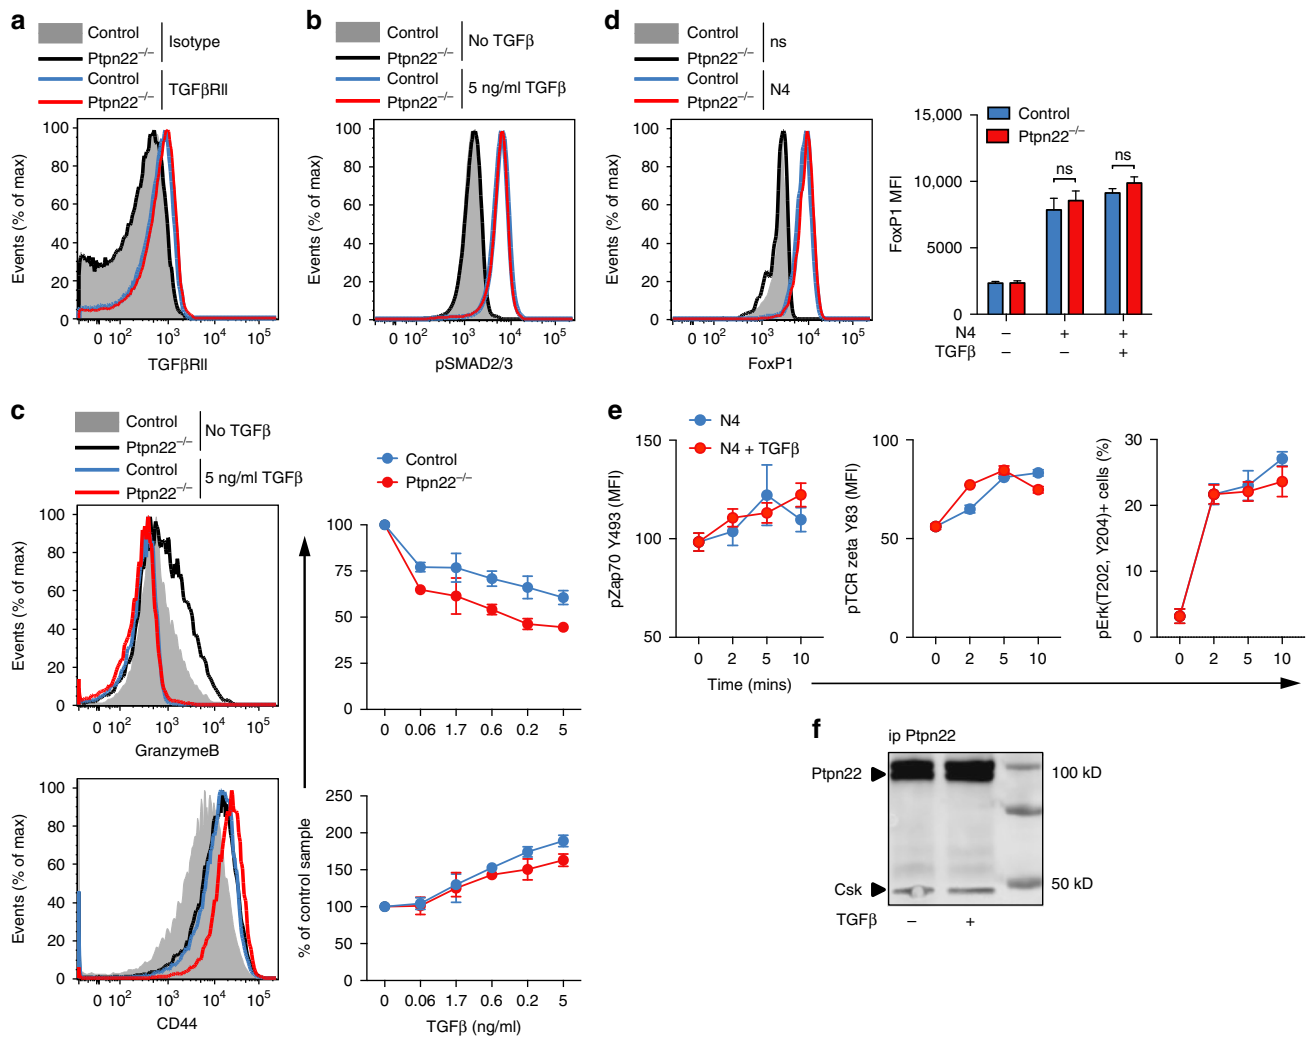 a
Control
Ptpn22−/−
Isotype
Control
Ptpn22−/−
TGFβRII
Events (% of max)
100
80
60
40
20
0
0 10² 10³ 10⁴ 10⁵
TGFβRII
b
Control
Ptpn22−/−
No TGFβ
Control
Ptpn22−/−
5 ng/ml TGFβ
Events (% of max)
100
80
60
40
20
0
0 10³ 10⁴ 10⁵
pSMAD2/3
d
Control
Ptpn22−/−
ns
Control
Ptpn22−/−
N4
Events (% of max)
100
80
60
40
20
0
0 10³ 10⁴ 10⁵
FoxP1
Control
Ptpn22−/−
FoxP1 MFI
15,000
10,000
5000
0
ns
ns
N4 – + +
TGFβ – – +
c
Control
Ptpn22−/−
No TGFβ
Control
Ptpn22−/−
5 ng/ml TGFβ
Events (% of max)
100
80
60
40
20
0
0 10² 10³ 10⁴ 10⁵
GranzymeB
Events (% of max)
100
80
60
40
20
0
0 10² 10³ 10⁴ 10⁵
CD44
Control
Ptpn22−/−
100
75
50
25
0
0 0.06 1.7 0.6 0.2 5
% of control sample
250
200
150
100
50
0
0 0.06 1.7 0.6 0.2 5
TGFβ (ng/ml)
e
N4
N4 + TGFβ
pZap70 Y493 (MFI)
150
100
50
0 2 5 10
pTCR zeta Y83 (MFI)
100
50
0
0 2 5 10
pErk(T202, Y204)+ cells (%)
30
20
10
0
0 2 5 10
Time (mins)
f
ip Ptpn22
Ptpn22
100 kD
Csk
50 kD
TGFβ – +